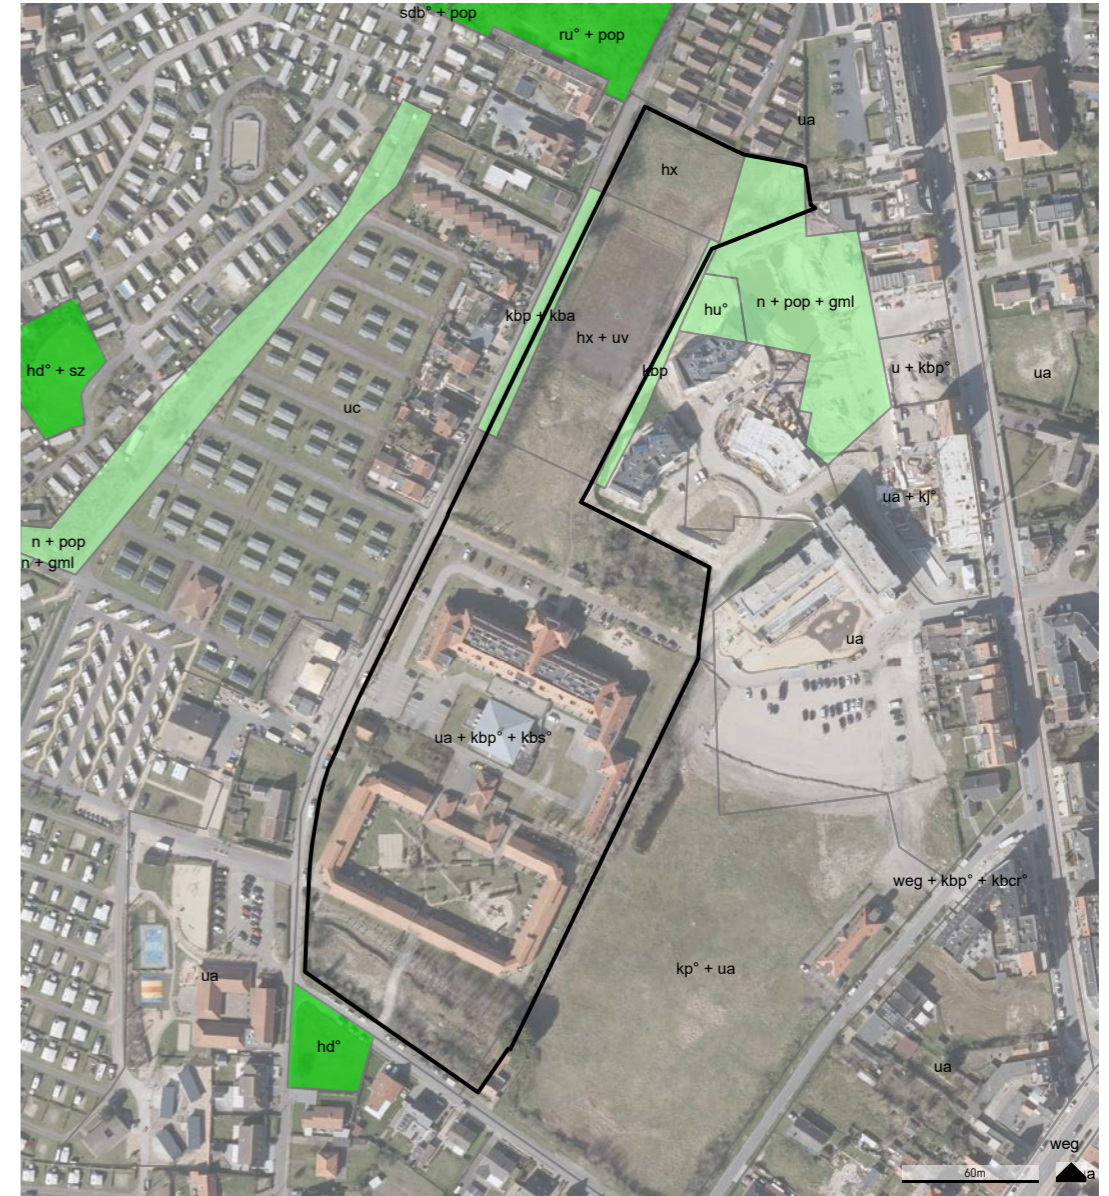 sdb° + pop
ru° + pop
ua
hx
kbp + kba
hu°
n + pop + gml
hx + uv
hd° + sz
kbp
u + kbp°
ua
uc
ua + kj°
n + pop
n + gml
ua
ua + kbp° + kbs°
weg + kbp° + kbcr°
kp° + ua
ua
hd°
ua
weg
60m
a